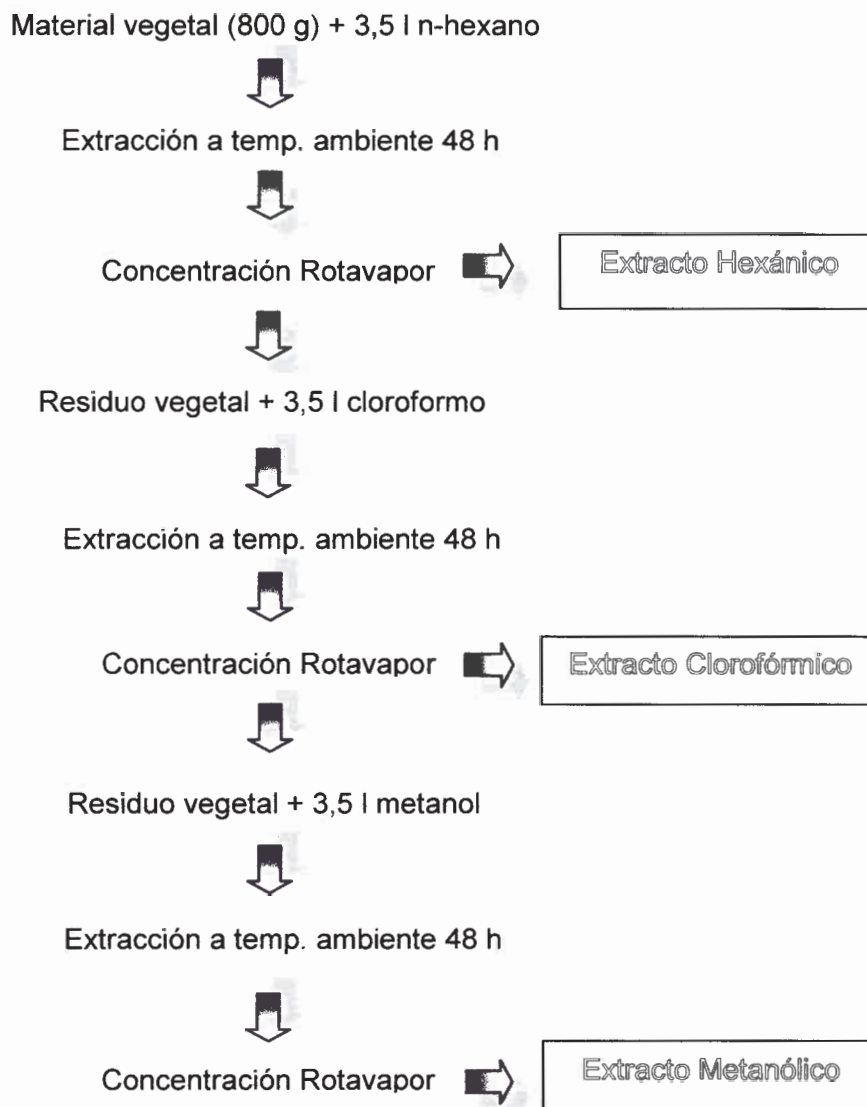 Material vegetal (800 g) + 3,5 l n-hexano
Extracción a temp. ambiente 48 h
Concentración Rotavapor
Extracto Hexánico
Residuo vegetal + 3,5 l cloroformo
Extracción a temp. ambiente 48 h
Concentración Rotavapor
Extracto Clorofórmico
Residuo vegetal + 3,5 l metanol
Extracción a temp. ambiente 48 h
Concentración Rotavapor
Extracto Metanólico